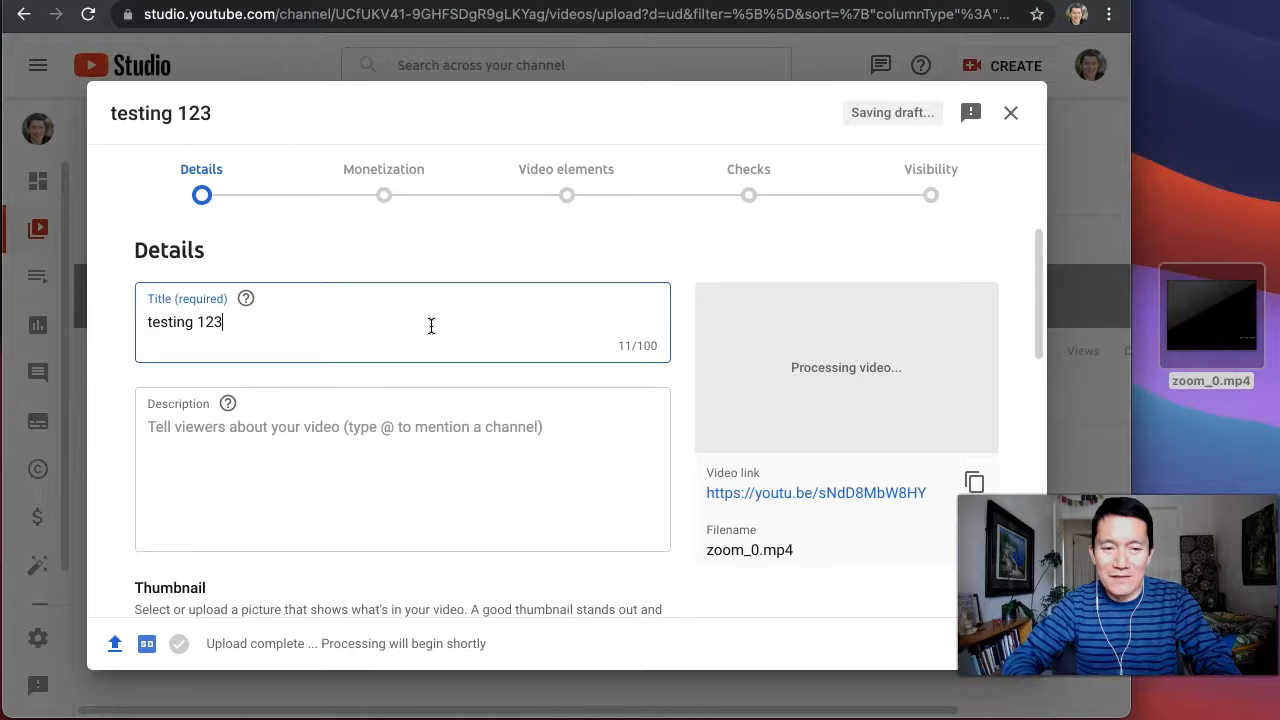 studio.youtube.com/channel/UCfUKV41-9GHFSDgR9gLKYag/videos/upload?d=ud&filter=%5B%5D&sort=%7B"columnType"%3A"...
Studio
Search across your channel
CREATE
testing 123
Saving draft...
Details
Monetization
Video elements
Checks
Visibility
Details
Title (required)
testing 123
11/100
Processing video...
Views
zoom_0.mp4
Description
Tell viewers about your video (type @ to mention a channel)
Video link
https://youtu.be/sNdD8MbW8HY
Filename
zoom_0.mp4
Thumbnail
Select or upload a picture that shows what's in your video. A good thumbnail stands out and
SD
Upload complete ... Processing will begin shortly